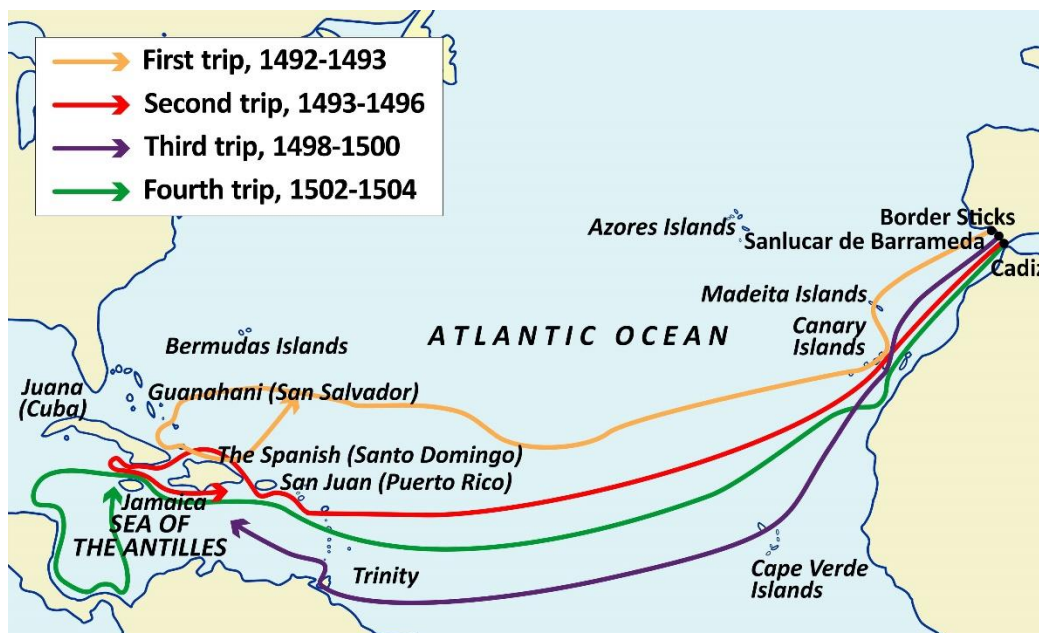 First trip, 1492-1493
Second trip, 1493-1496
Third trip, 1498-1500
Fourth trip, 1502-1504
Azores Islands
Border Sticks
Sanlucar de Barrameda
Cadiz
Madeita Islands
ATLANTIC OCEAN
Canary
Islands
Bermudas Islands
Juana
(Cuba)
Guanahani (San Salvador)
The Spanish (Santo Domingo)
San Juan (Puerto Rico)
Jamaica
SEA OF
THE ANTILLES
Trinity
Cape Verde
Islands